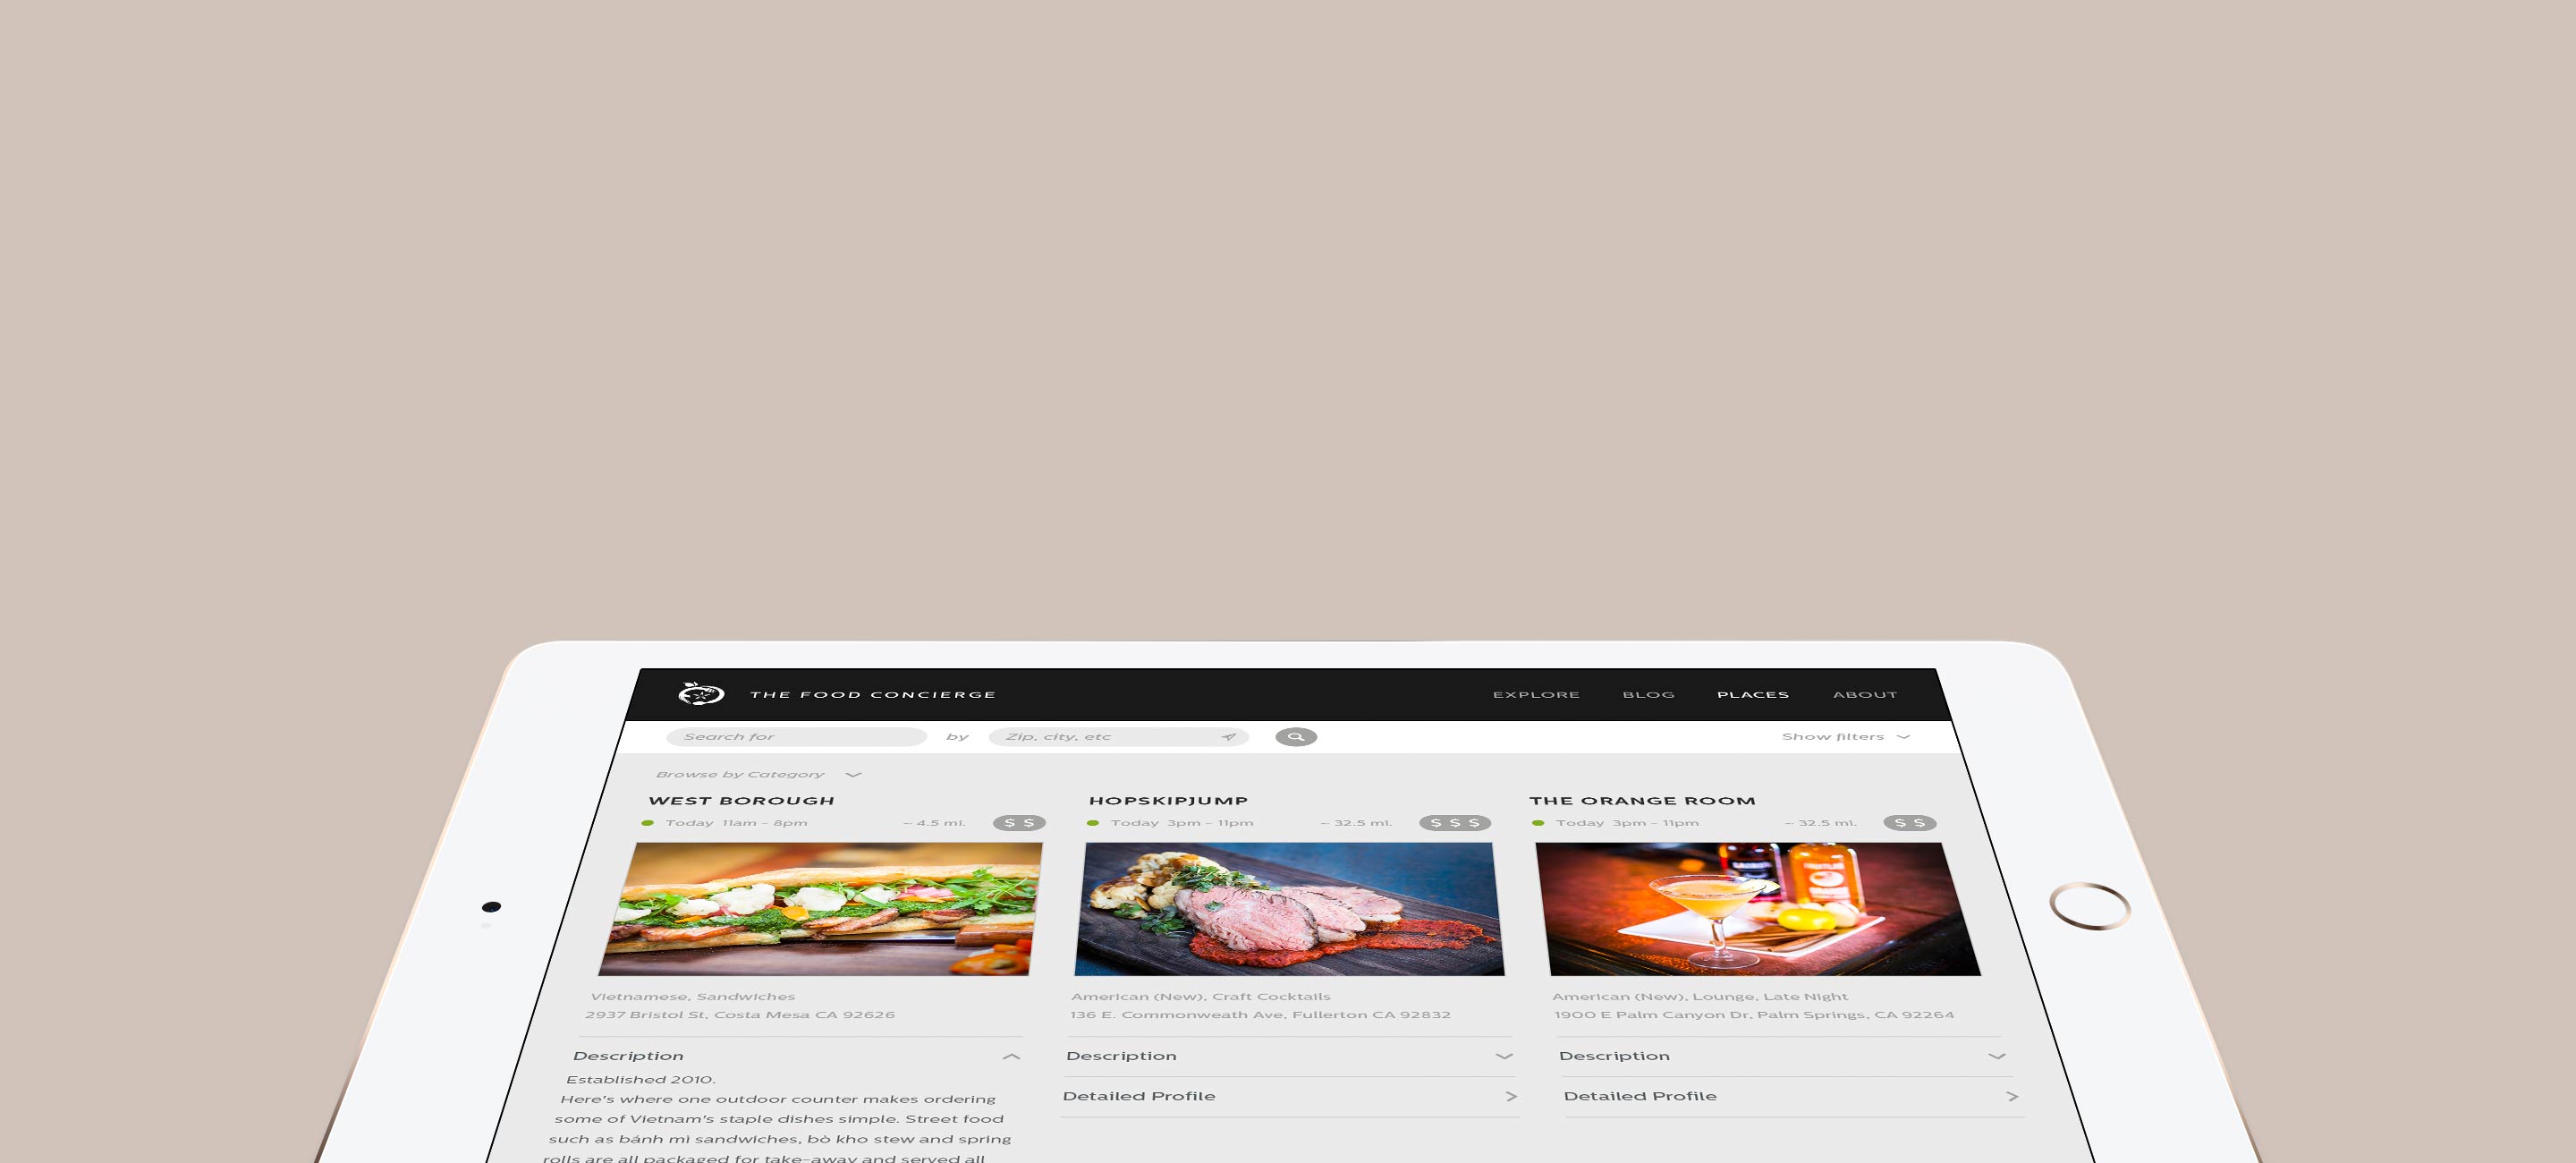 THE FOOD CONCIERGE
EXPLORE BLOG PLACES ABOUT
Search for by Zip, city, etc
Show filters
Browse by Category
WEST BOROUGH
Today 11am - 8pm ~ 4.5 mi. $ $
Vietnamese, Sandwiches
2937 Bristol St, Costa Mesa CA 92626
Description
Established 2010.
Here's where one outdoor counter makes ordering
some of Vietnam's staple dishes simple. Street food
such as bánh mì sandwiches, bò kho stew and spring
rolls are all packaged for take-away and served all
HOPSKIPJUMP
Today 3pm - 11pm ~ 32.5 mi. $ $ $
American (New), Craft Cocktails
136 E. Commonweath Ave, Fullerton CA 92832
Description
Detailed Profile
THE ORANGE ROOM
Today 3pm - 11pm ~ 32.5 mi. $ $
American (New), Lounge, Late Night
1900 E Palm Canyon Dr, Palm Springs, CA 92264
Description
Detailed Profile